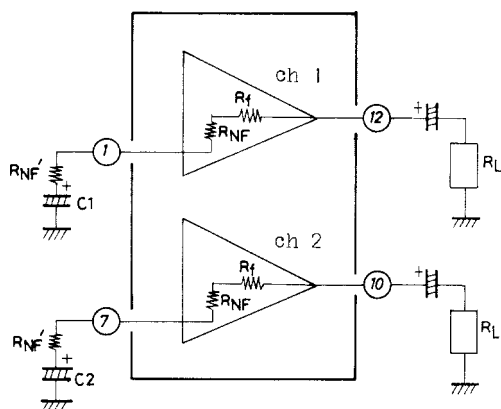 ch 1
Rf
RNF
1
12
+
RNF'
+
C1
RL
ch 2
Rf
RNF
7
10
+
RNF'
+
C2
RL